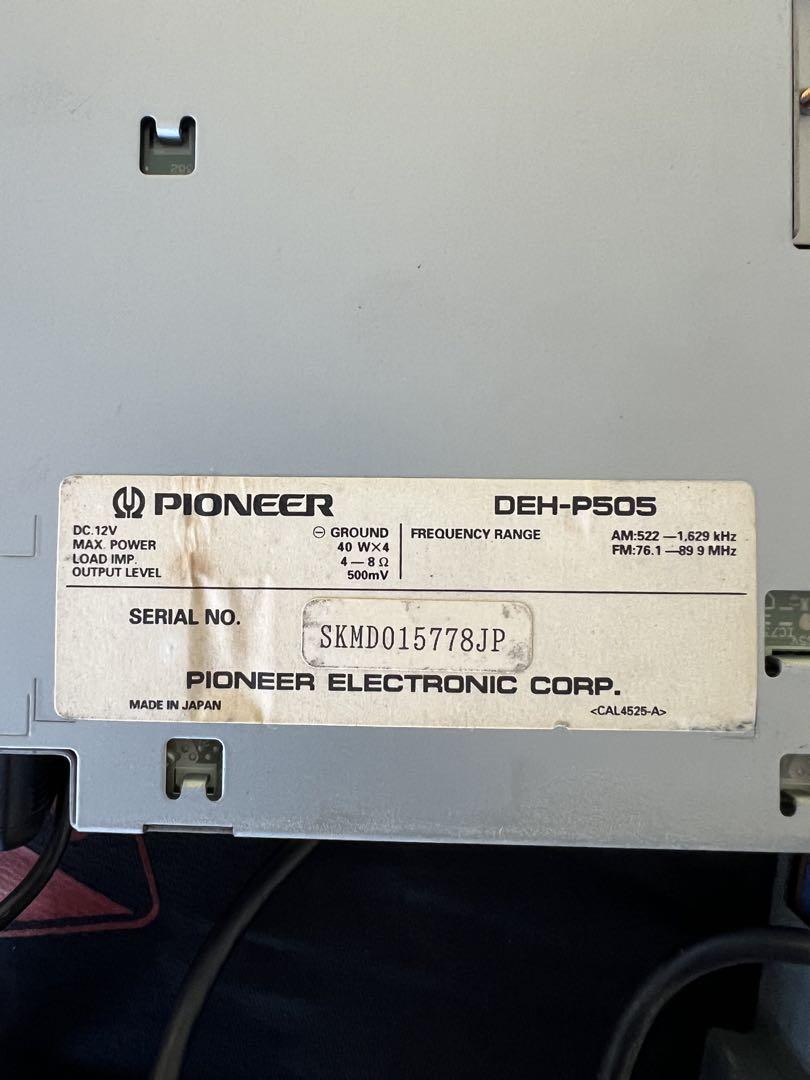 PIONEER DEH-P505
DC.12V ⊖ GROUND
MAX. POWER 40 W×4
LOAD IMP. 4 — 8 Ω
OUTPUT LEVEL 500mV
FREQUENCY RANGE AM:522 —1,629 kHz
FM:76.1 —89 9 MHz
SERIAL NO. SKMD015778JP
PIONEER ELECTRONIC CORP.
MADE IN JAPAN <CAL4525-A>